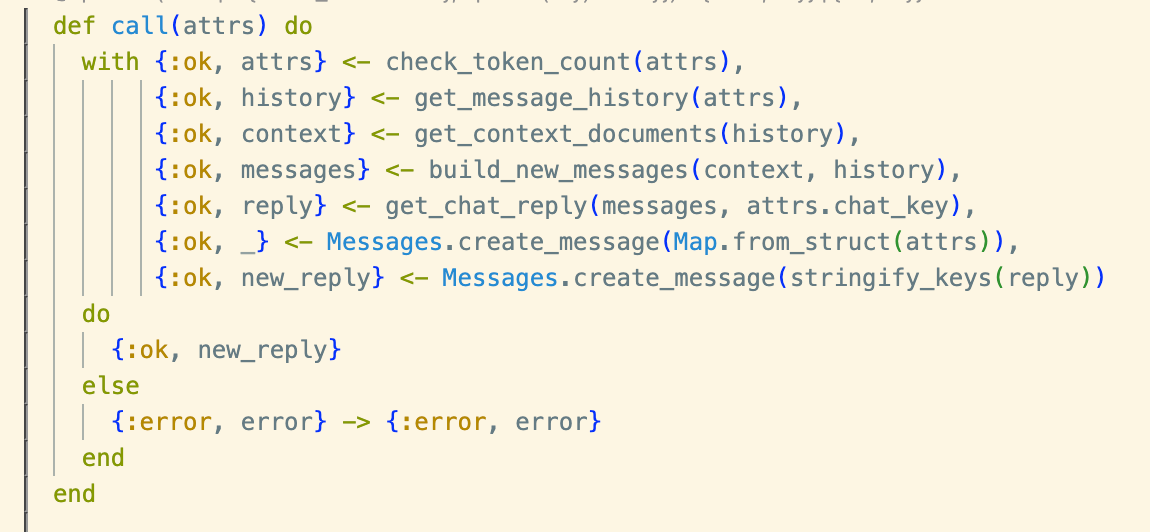 def call(attrs) do
with {:ok, attrs} <- check_token_count(attrs),
{:ok, history} <- get_message_history(attrs),
{:ok, context} <- get_context_documents(history),
{:ok, messages} <- build_new_messages(context, history),
{:ok, reply} <- get_chat_reply(messages, attrs.chat_key),
{:ok, _} <- Messages.create_message(Map.from_struct(attrs)),
{:ok, new_reply} <- Messages.create_message(stringify_keys(reply))
do
{:ok, new_reply}
else
{:error, error} -> {:error, error}
end
end